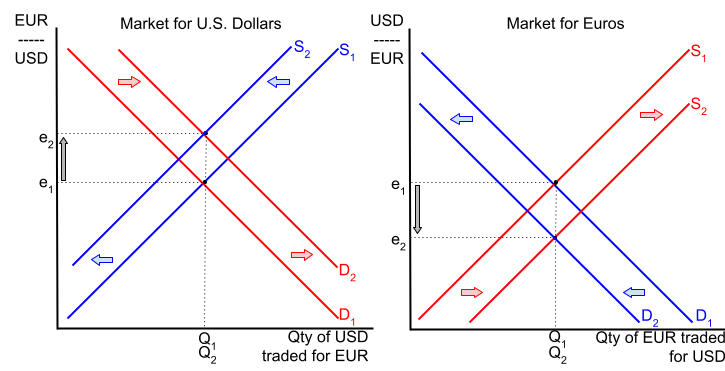 EUR
-----
USD
Market for U.S. Dollars
S2
S1
e2
e1
D2
D1
Q1
Q2
Qty of USD
traded for EUR
USD
-----
EUR
Market for Euros
S1
S2
e1
e2
D2
D1
Q1
Q2
Qty of EUR traded
for USD